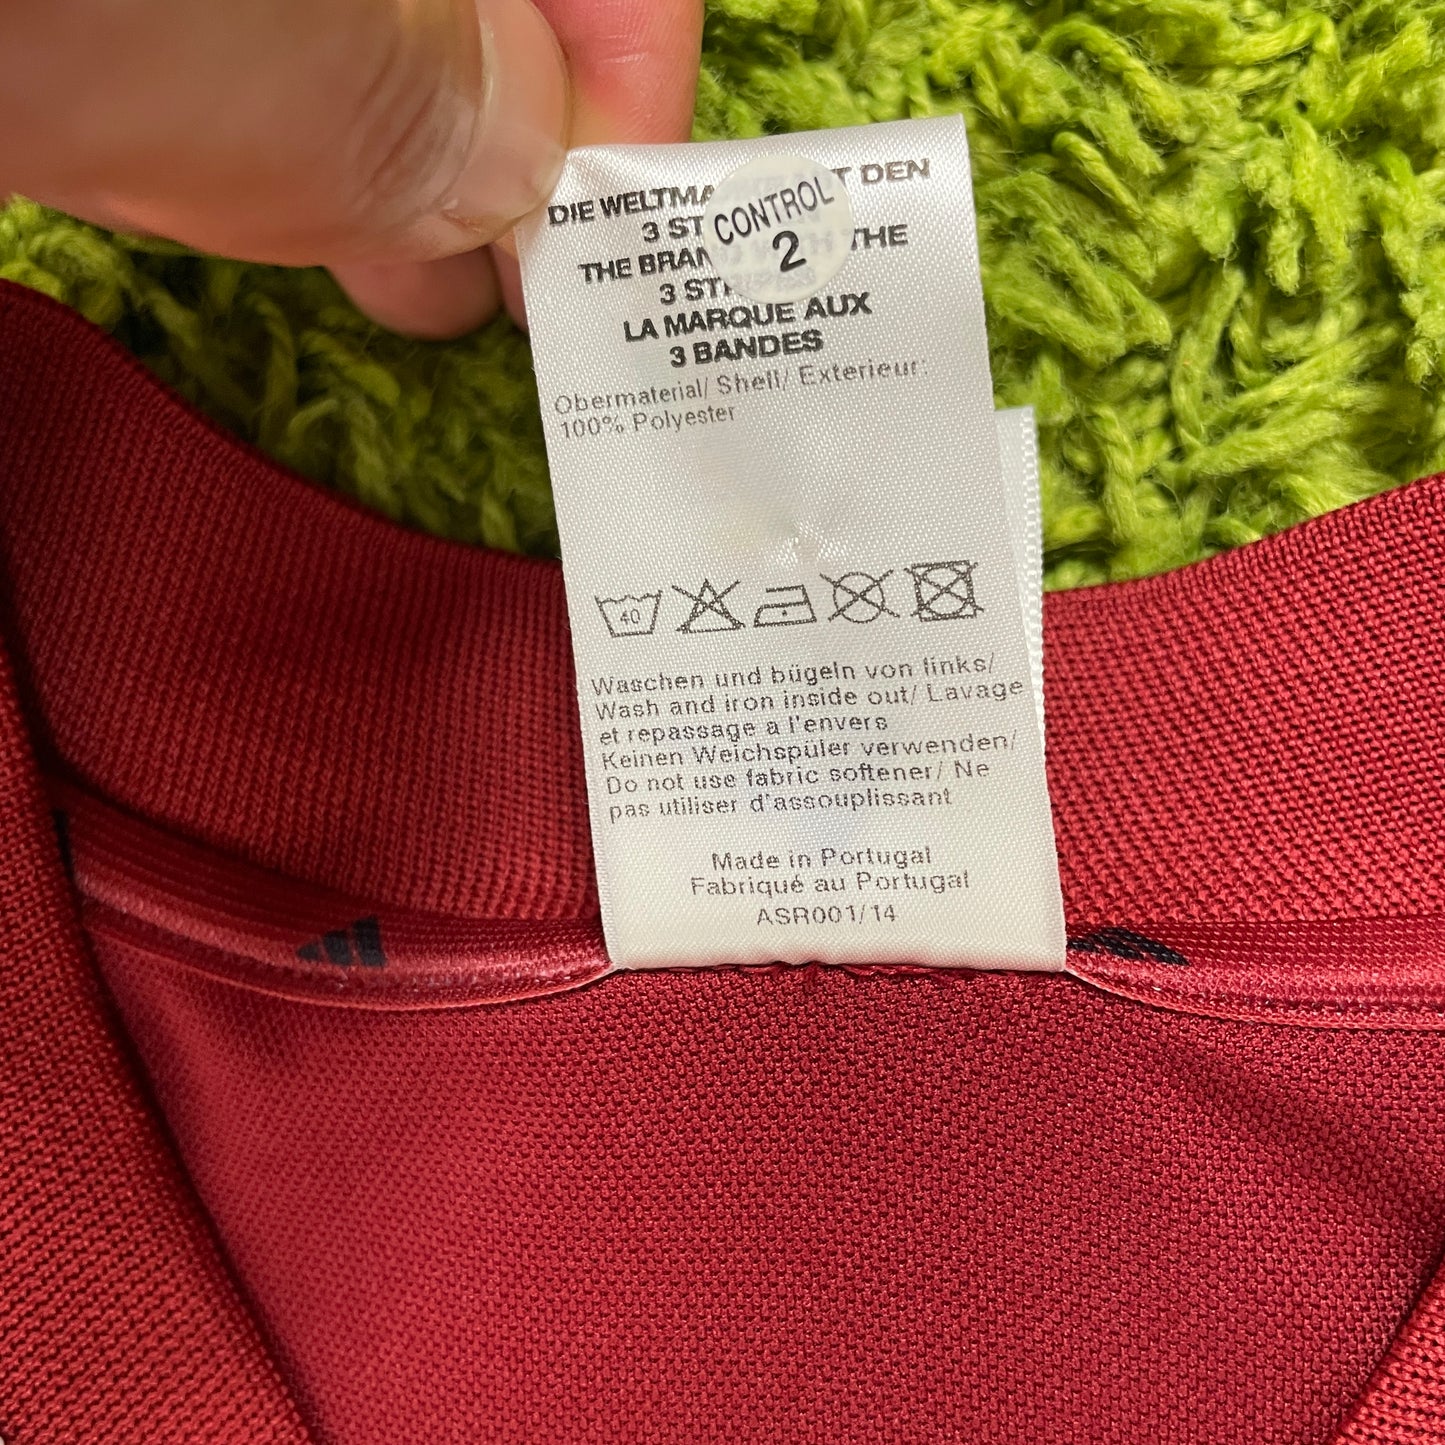 DIE WELTMA T DEN
3 ST
THE BRAN THE
3 STR
LA MARQUE AUX
3 BANDES
CONTROL
2
Obermaterial/ Shell/ Exterieur:
100% Polyester
40
Waschen und bügeln von links/
Wash and iron inside out/ Lavage
et repassage a l'envers
Keinen Weichspüler verwenden/
Do not use fabric softener/ Ne
pas utiliser d'assouplissant
Made in Portugal
Fabriqué au Portugal
ASR001/14